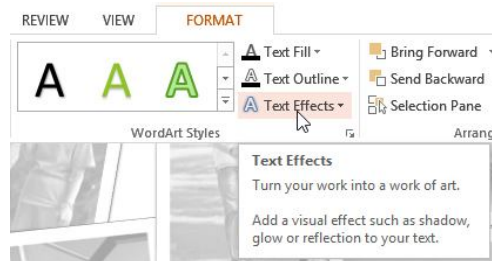 REVIEW VIEW FORMAT
A A A
Text Fill
Text Outline
Text Effects
Bring Forward
Send Backward
Selection Pane
WordArt Styles
Arrang
Text Effects
Turn your work into a work of art.
Add a visual effect such as shadow,
glow or reflection to your text.